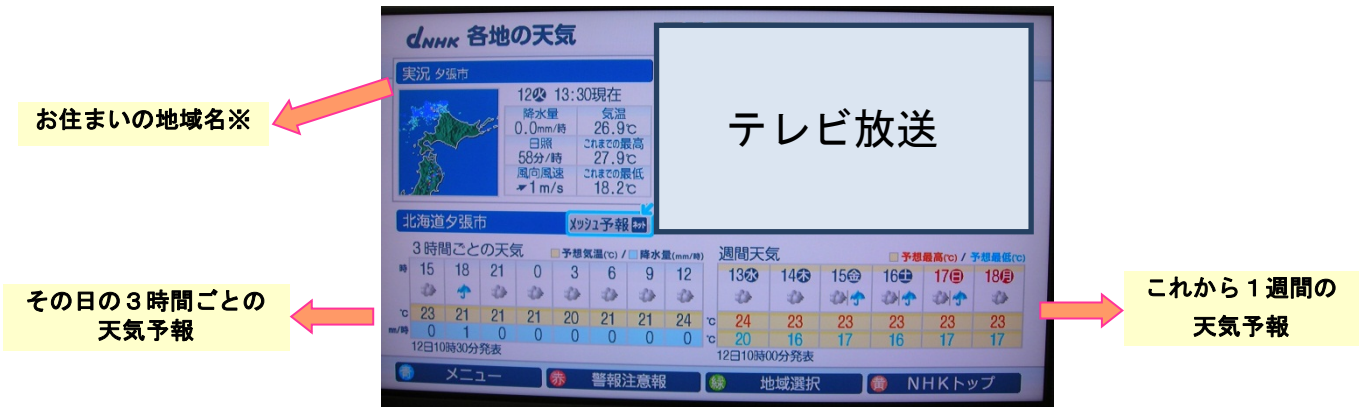 dNHK 各地の天気
実況 夕張市
お住まいの地域名※
12火 13:30現在
降水量 気温
0.0mm/時 26.9℃
日照 これまでの最高
58分/時 27.9℃
風向風速 これまでの最低
1m/s 18.2℃
テレビ放送
北海道夕張市 メッシュ予報 ネット
3時間ごとの天気 予想気温(℃) / 降水量(mm/時)
時 15 18 21 0 3 6 9 12
℃ 23 21 21 21 20 21 21 24
mm/時 0 1 0 0 0 0 0 0
12日10時30分発表
週間天気 予想最高(℃) / 予想最低(℃)
13水 14木 15金 16土 17日 18月
℃ 24 23 23 23 23 23
℃ 20 16 17 16 17 17
12日10時00分発表
その日の3時間ごとの
天気予報
これから1週間の
天気予報
青 メニュー 赤 警報注意報 緑 地域選択 黄 NHKトップ